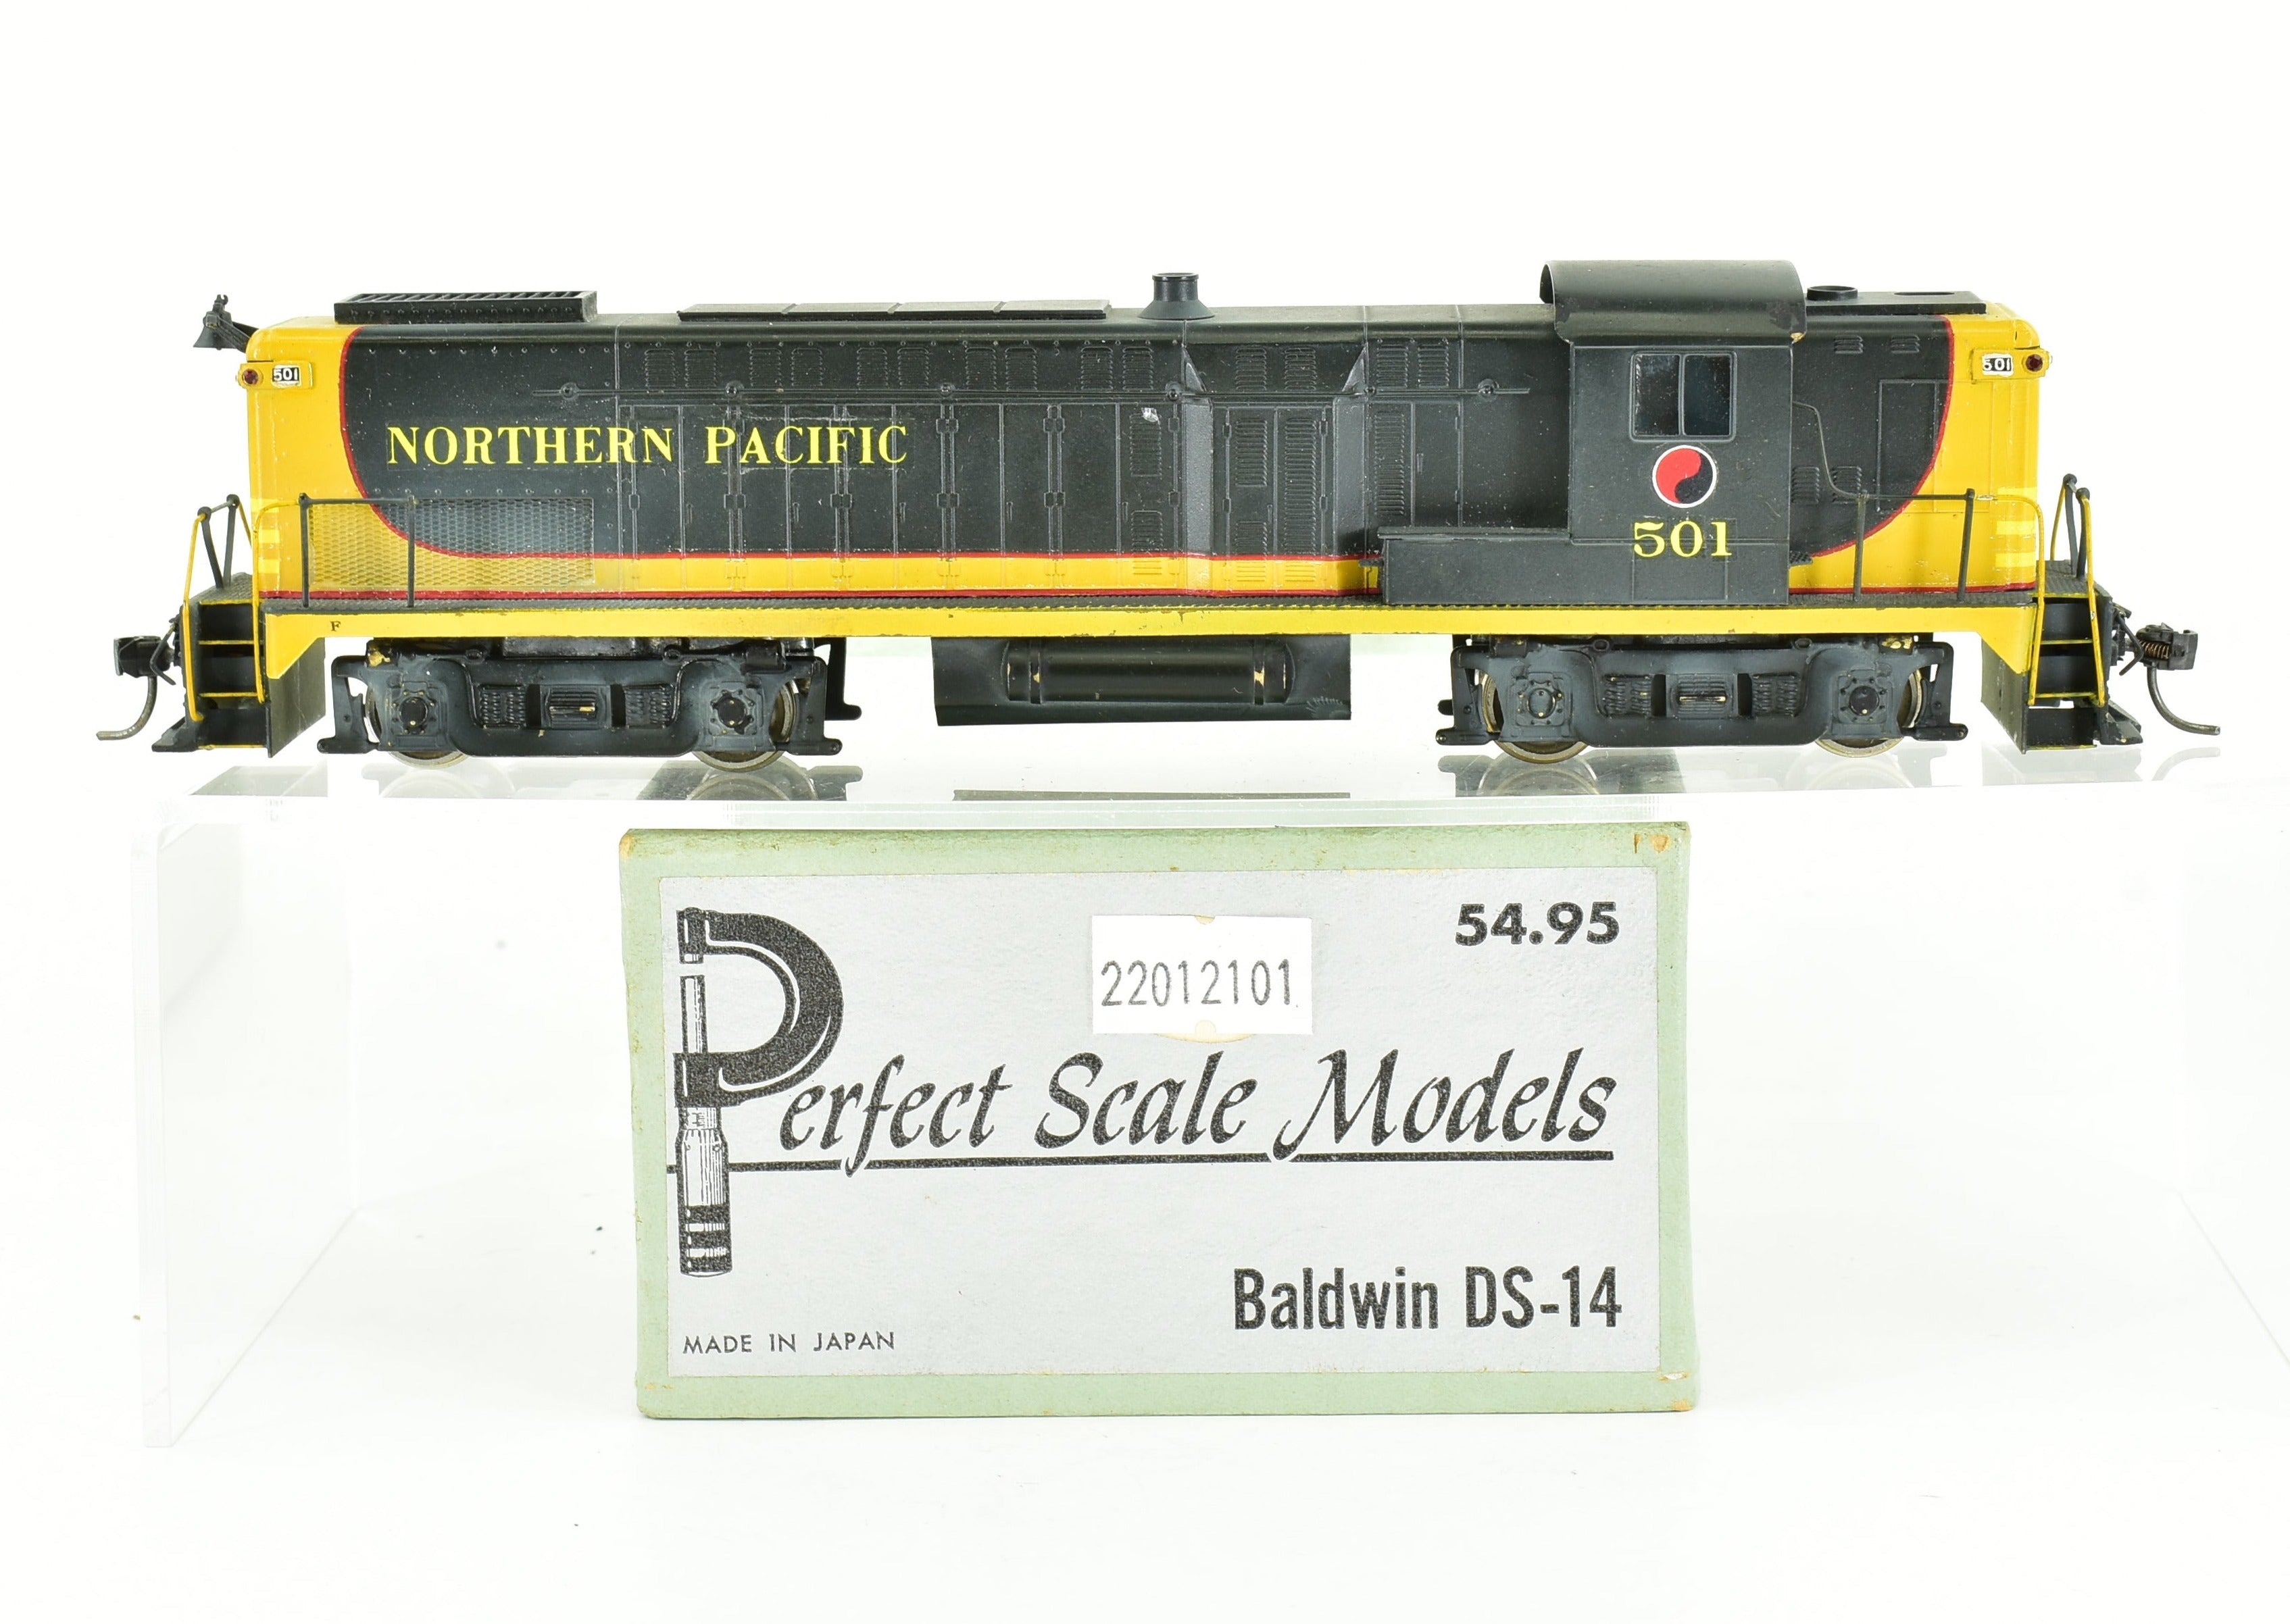 501
501
NORTHERN PACIFIC
501
F
54.95
22012101
Perfect Scale Models
Baldwin DS-14
MADE IN JAPAN